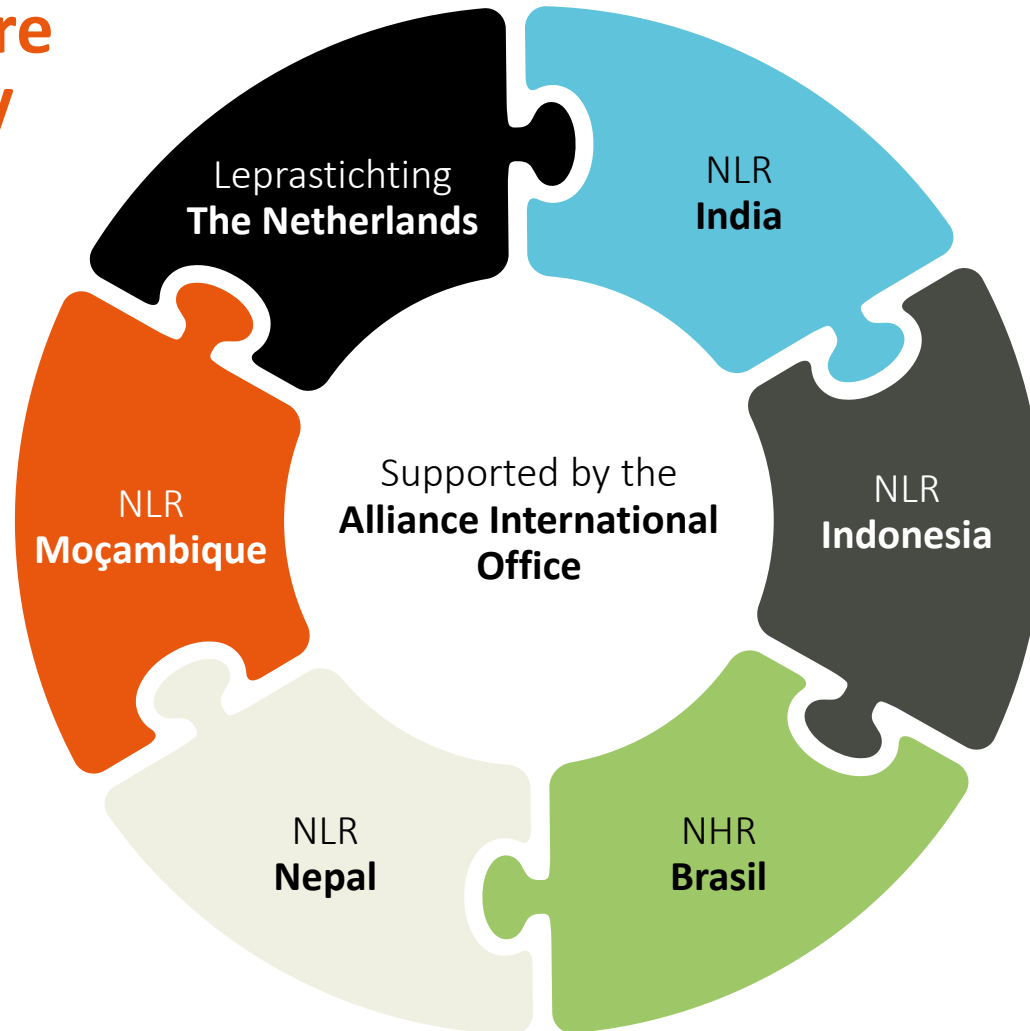 Leprastichting
The Netherlands
NLR
India
NLR
Indonesia
NHR
Brasil
NLR
Nepal
NLR
Moçambique
Supported by the
Alliance International
Office